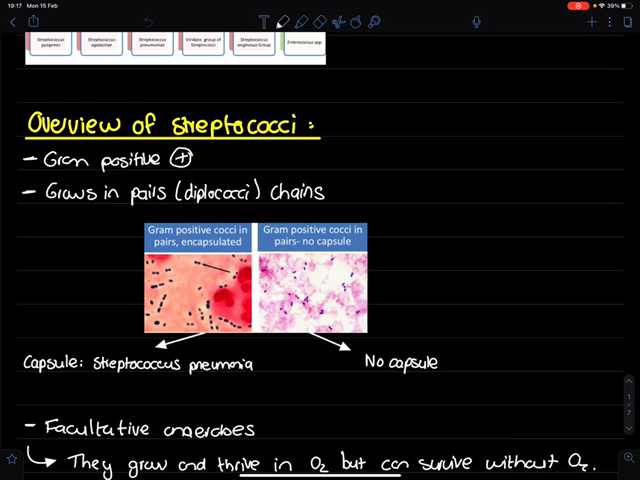 19:17 Mon 15 Feb
39%
Streptococcus pyogenis
Streptococcus agalactiae
Streptococcus pneumoniae
Viridans group of Streptococci
Streptococcus anginosus Group
Enterococcus spp.
Overview of Streptococci :
- Gram positive (+)
- Grows in pairs (diplococci) chains
Gram positive cocci in pairs, encapsulated
Gram positive cocci in pairs- no capsule
Capsule: Streptococcus pneumonia
No capsule
- Facultative anaerobes
They grow and thrive in O2 but can survive without O2.
1
7